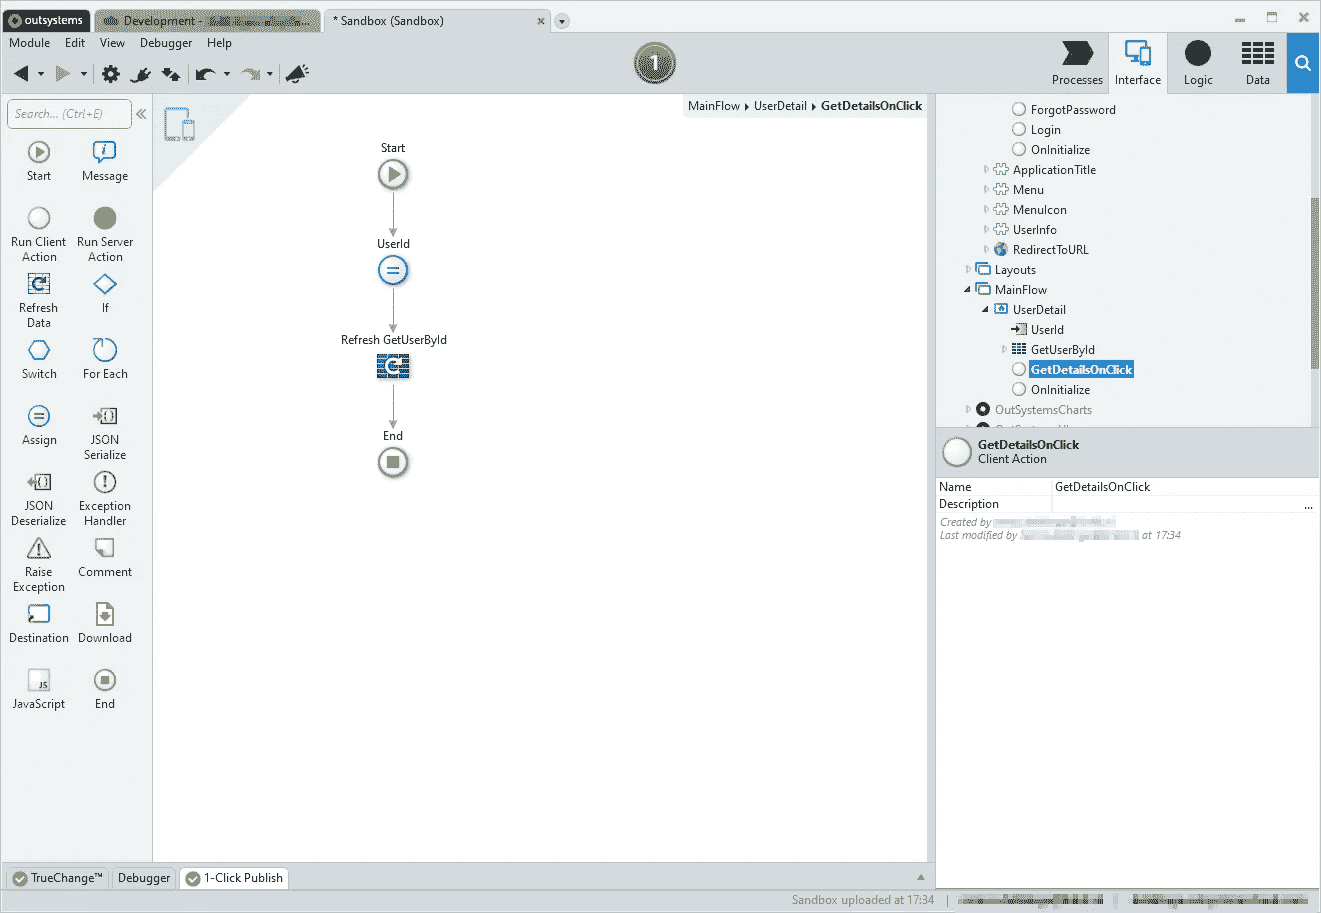 outsystems
Development -
* Sandbox (Sandbox)
Module Edit View Debugger Help
1
Processes
Interface
Logic
Data
Search... (Ctrl+E)
Start
Message
Run Client Action
Run Server Action
Refresh Data
If
Switch
For Each
Assign
JSON Serialize
JSON Deserialize
Exception Handler
Raise Exception
Comment
Destination
Download
JavaScript
JS
End
MainFlow UserDetail GetDetailsOnClick
Start
UserId
Refresh GetUserById
End
ForgotPassword
Login
OnInitialize
ApplicationTitle
Menu
MenuIcon
UserInfo
RedirectToURL
Layouts
MainFlow
UserDetail
UserId
GetUserById
GetDetailsOnClick
OnInitialize
OutSystemsCharts
GetDetailsOnClick
Client Action
Name GetDetailsOnClick
Description ...
Created by
Last modified by at 17:34
TrueChange™ Debugger 1-Click Publish
Sandbox uploaded at 17:34